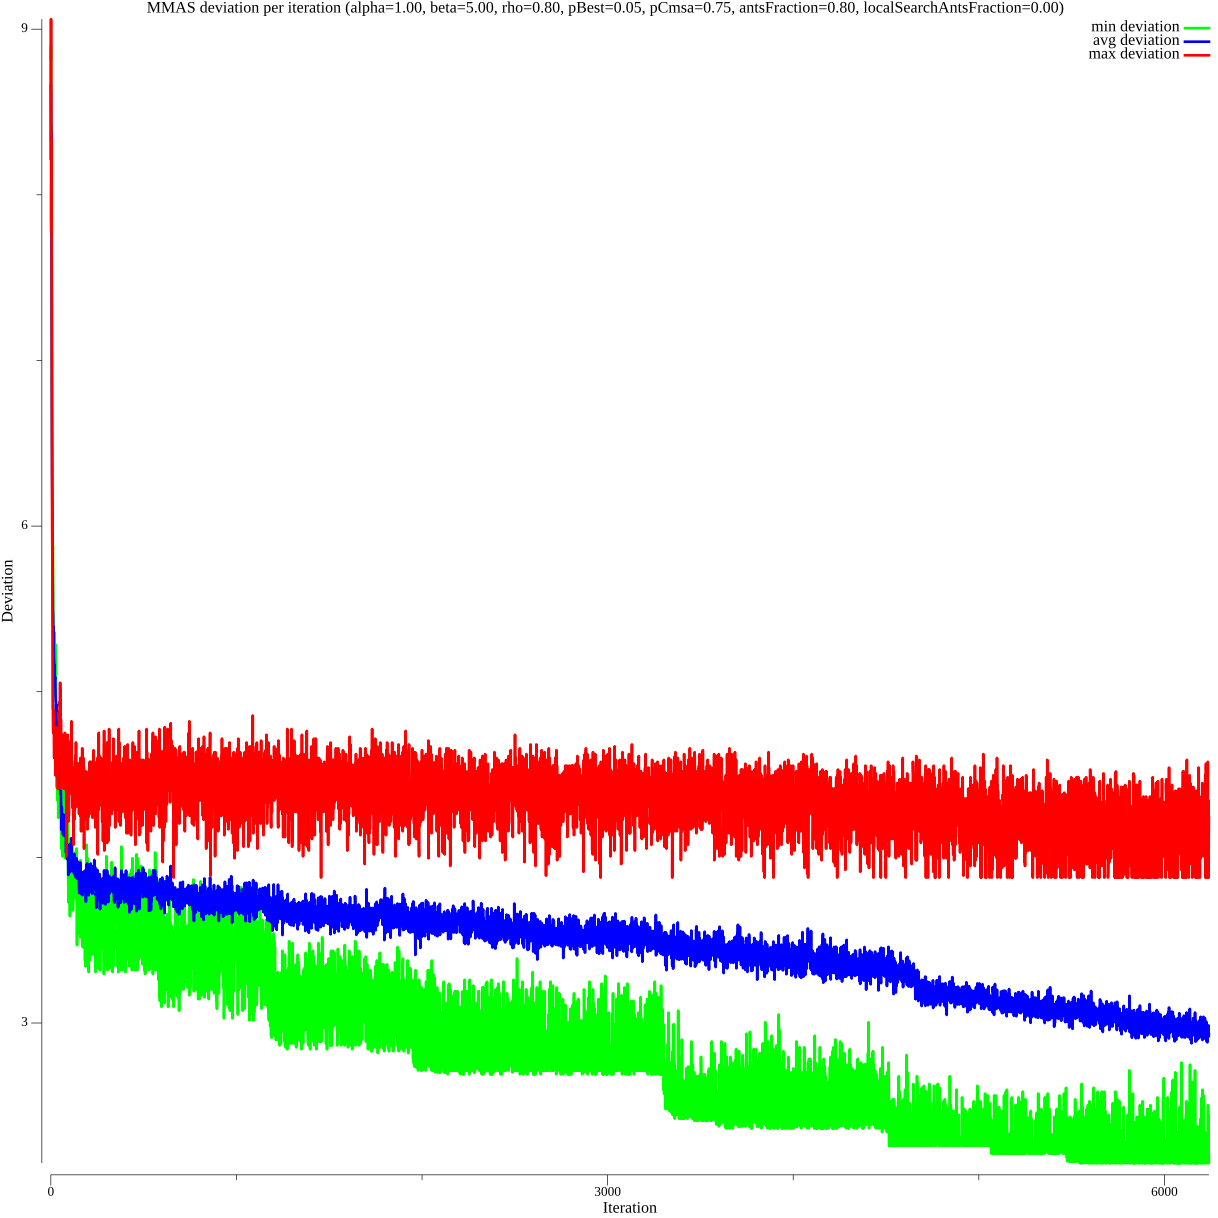 MMAS deviation per iteration (alpha=1.00, beta=5.00, rho=0.80, pBest=0.05, pCmsa=0.75, antsFraction=0.80, localSearchAntsFraction=0.00)
min deviation
avg deviation
max deviation
9
6
3
Deviation
0 3000 6000
Iteration